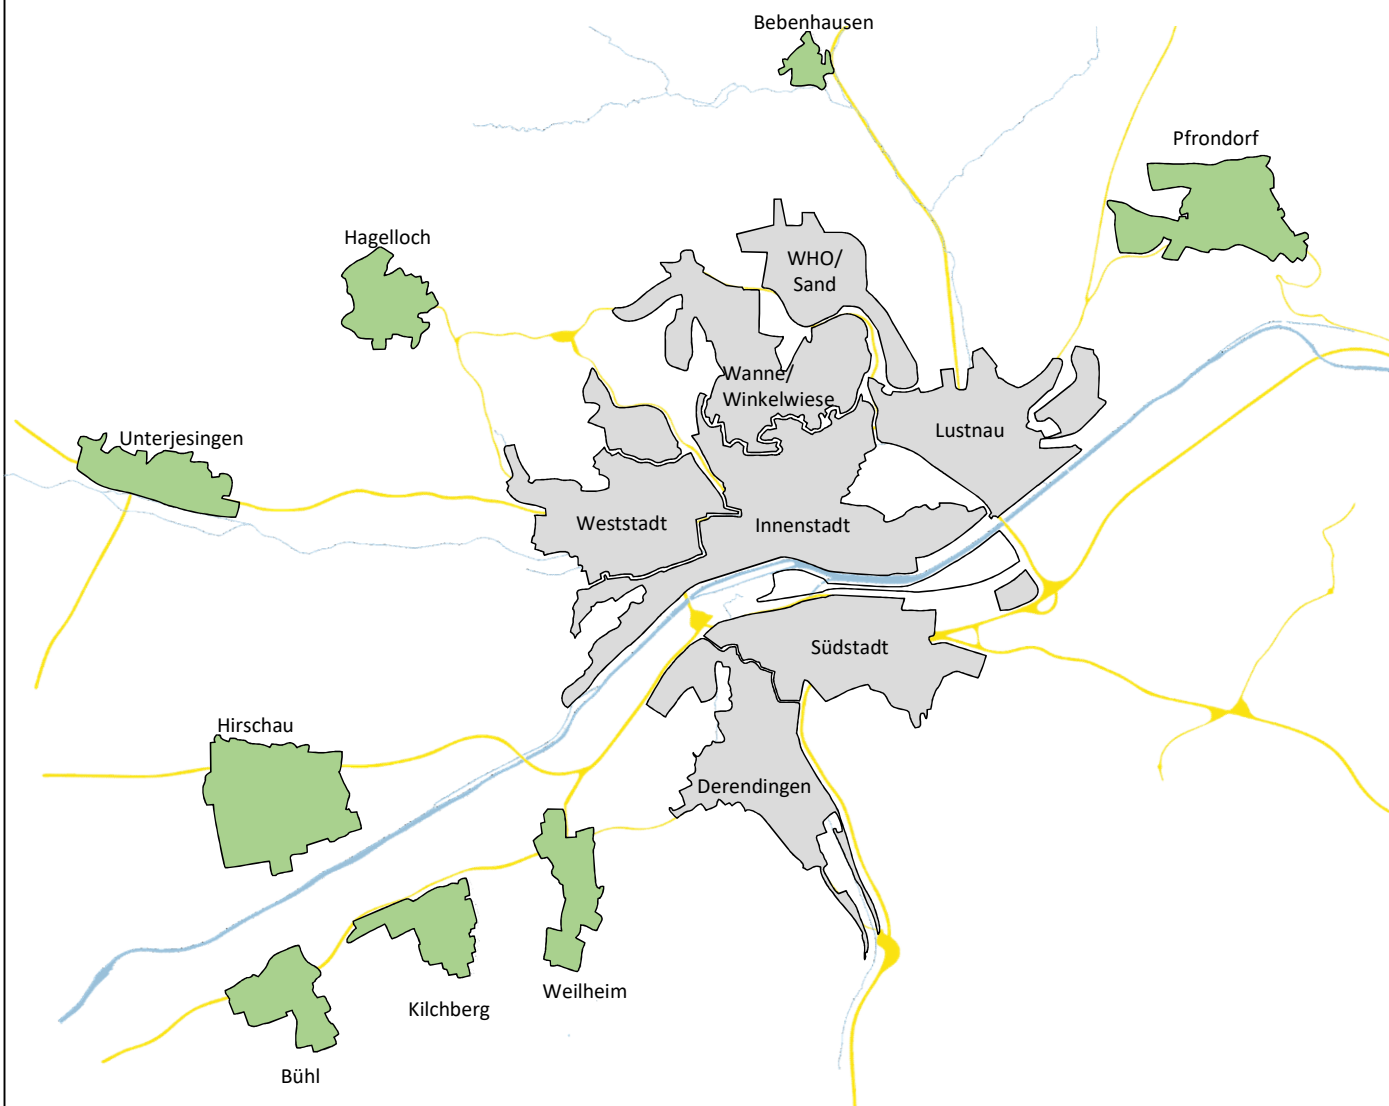 Bebenhausen
Pfrondorf
Hagelloch
WHO/
Sand
Wanne/
Winkelwiese
Lustnau
Unterjesingen
Weststadt
Innenstadt
Südstadt
Hirschau
Derendingen
Weilheim
Kilchberg
Bühl